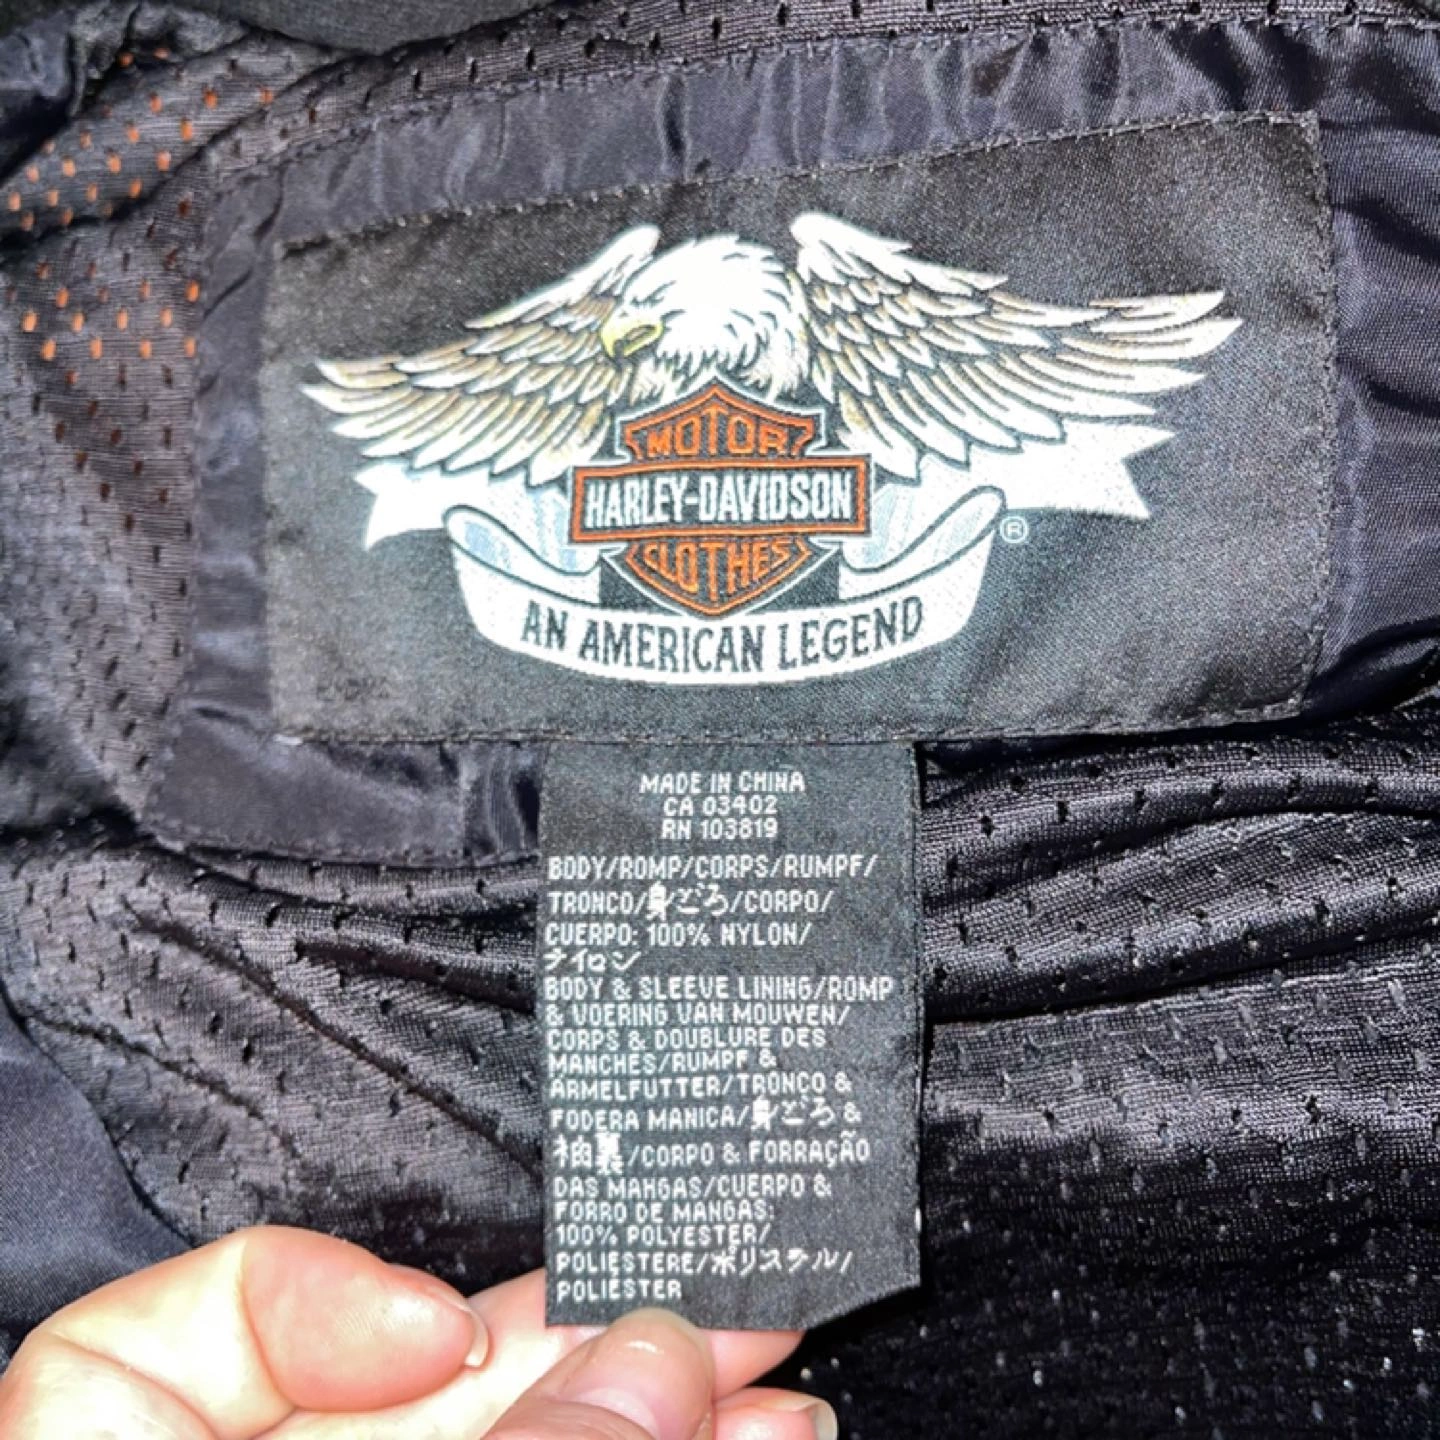 MOTOR
HARLEY-DAVIDSON
CLOTHES
®
AN AMERICAN LEGEND
MADE IN CHINA
CA 03402
RN 103819
BODY/ROMP/CORPS/RUMPF/
TRONCO/身ごろ/CORPO/
CUERPO: 100% NYLON/
ナイロン
BODY & SLEEVE LINING/ROMP
& VOERING VAN MOUWEN/
CORPS & DOUBLURE DES
MANCHES/RUMPF &
ÄRMELFUTTER/TRONCO &
FODERA MANICA/身ごろ &
袖裏/CORPO & FORRAÇÃO
DAS MAHGAS/CUERPO &
FORRO DE MANGAS:
100% POLYESTER/
POLIESTERE/ポリステル/
POLIÉSTER